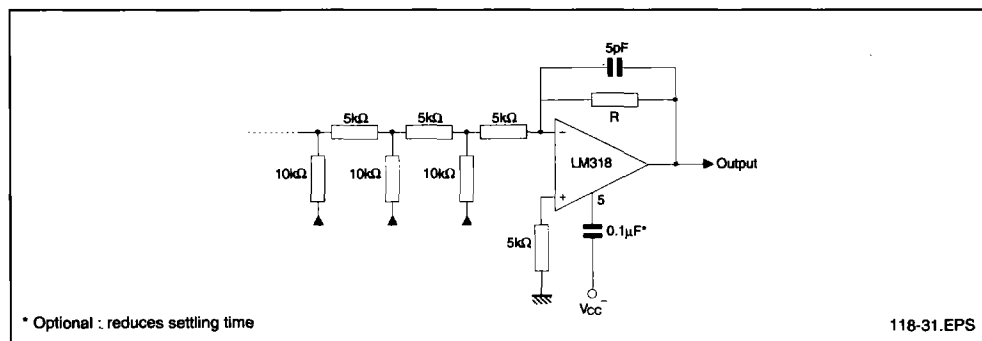 5pF
R
5kΩ
5kΩ
5kΩ
−
LM318
Output
10kΩ
10kΩ
10kΩ
+
5
5kΩ
0.1µF*
Vcc−
* Optional : reduces settling time
118-31.EPS